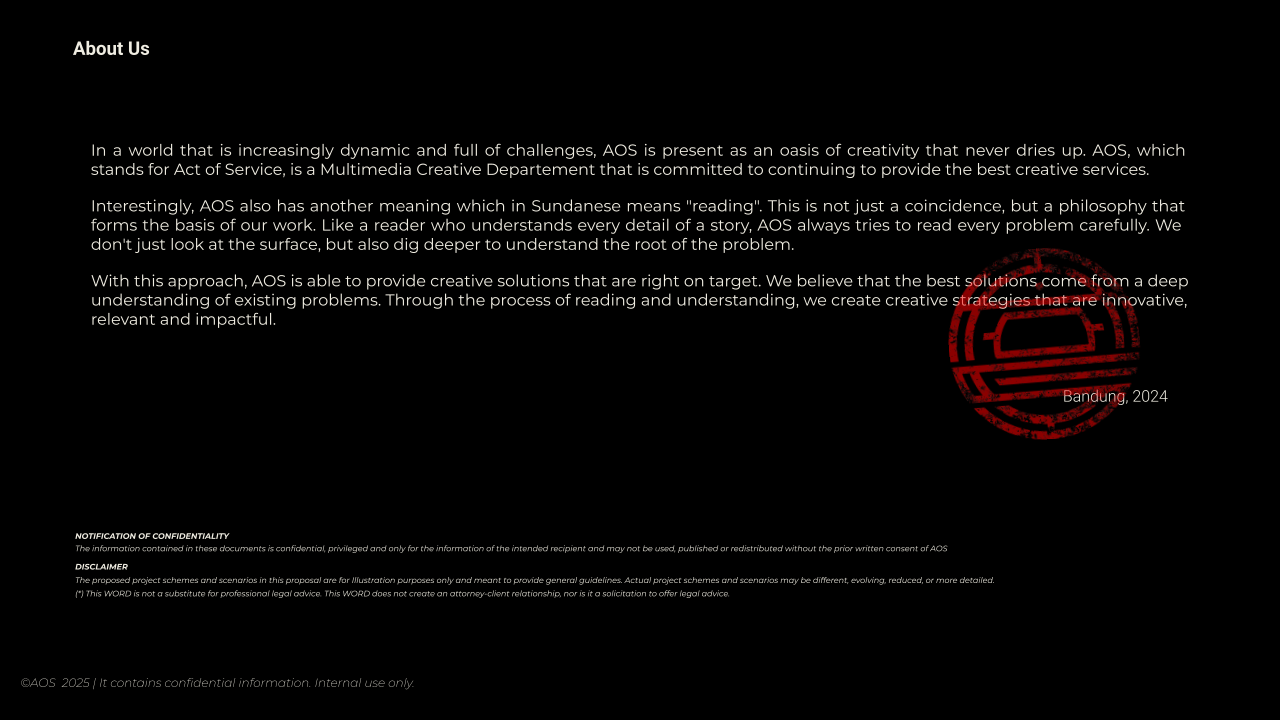 About Us
In a world that is increasingly dynamic and full of challenges, AOS is present as an oasis of creativity that never dries up. AOS, which
stands for Act of Service, is a Multimedia Creative Departement that is committed to continuing to provide the best creative services.
Interestingly, AOS also has another meaning which in Sundanese means "reading". This is not just a coincidence, but a philosophy that
forms the basis of our work. Like a reader who understands every detail of a story, AOS always tries to read every problem carefully. We
don't just look at the surface, but also dig deeper to understand the root of the problem.
With this approach, AOS is able to provide creative solutions that are right on target. We believe that the best solutions come from a deep
understanding of existing problems. Through the process of reading and understanding, we create creative strategies that are innovative,
relevant and impactful.
Bandung, 2024
NOTIFICATION OF CONFIDENTIALITY
The information contained in these documents is confidential, privileged and only for the information of the intended recipient and may not be used, published or redistributed without the prior written consent of AOS
DISCLAIMER
The proposed project schemes and scenarios in this proposal are for Illustration purposes only and meant to provide general guidelines. Actual project schemes and scenarios may be different, evolving, reduced, or more detailed.
(*) This WORD is not a substitute for professional legal advice. This WORD does not create an attorney-client relationship, nor is it a solicitation to offer legal advice.
©AOS 2025 | It contains confidential information. Internal use only.